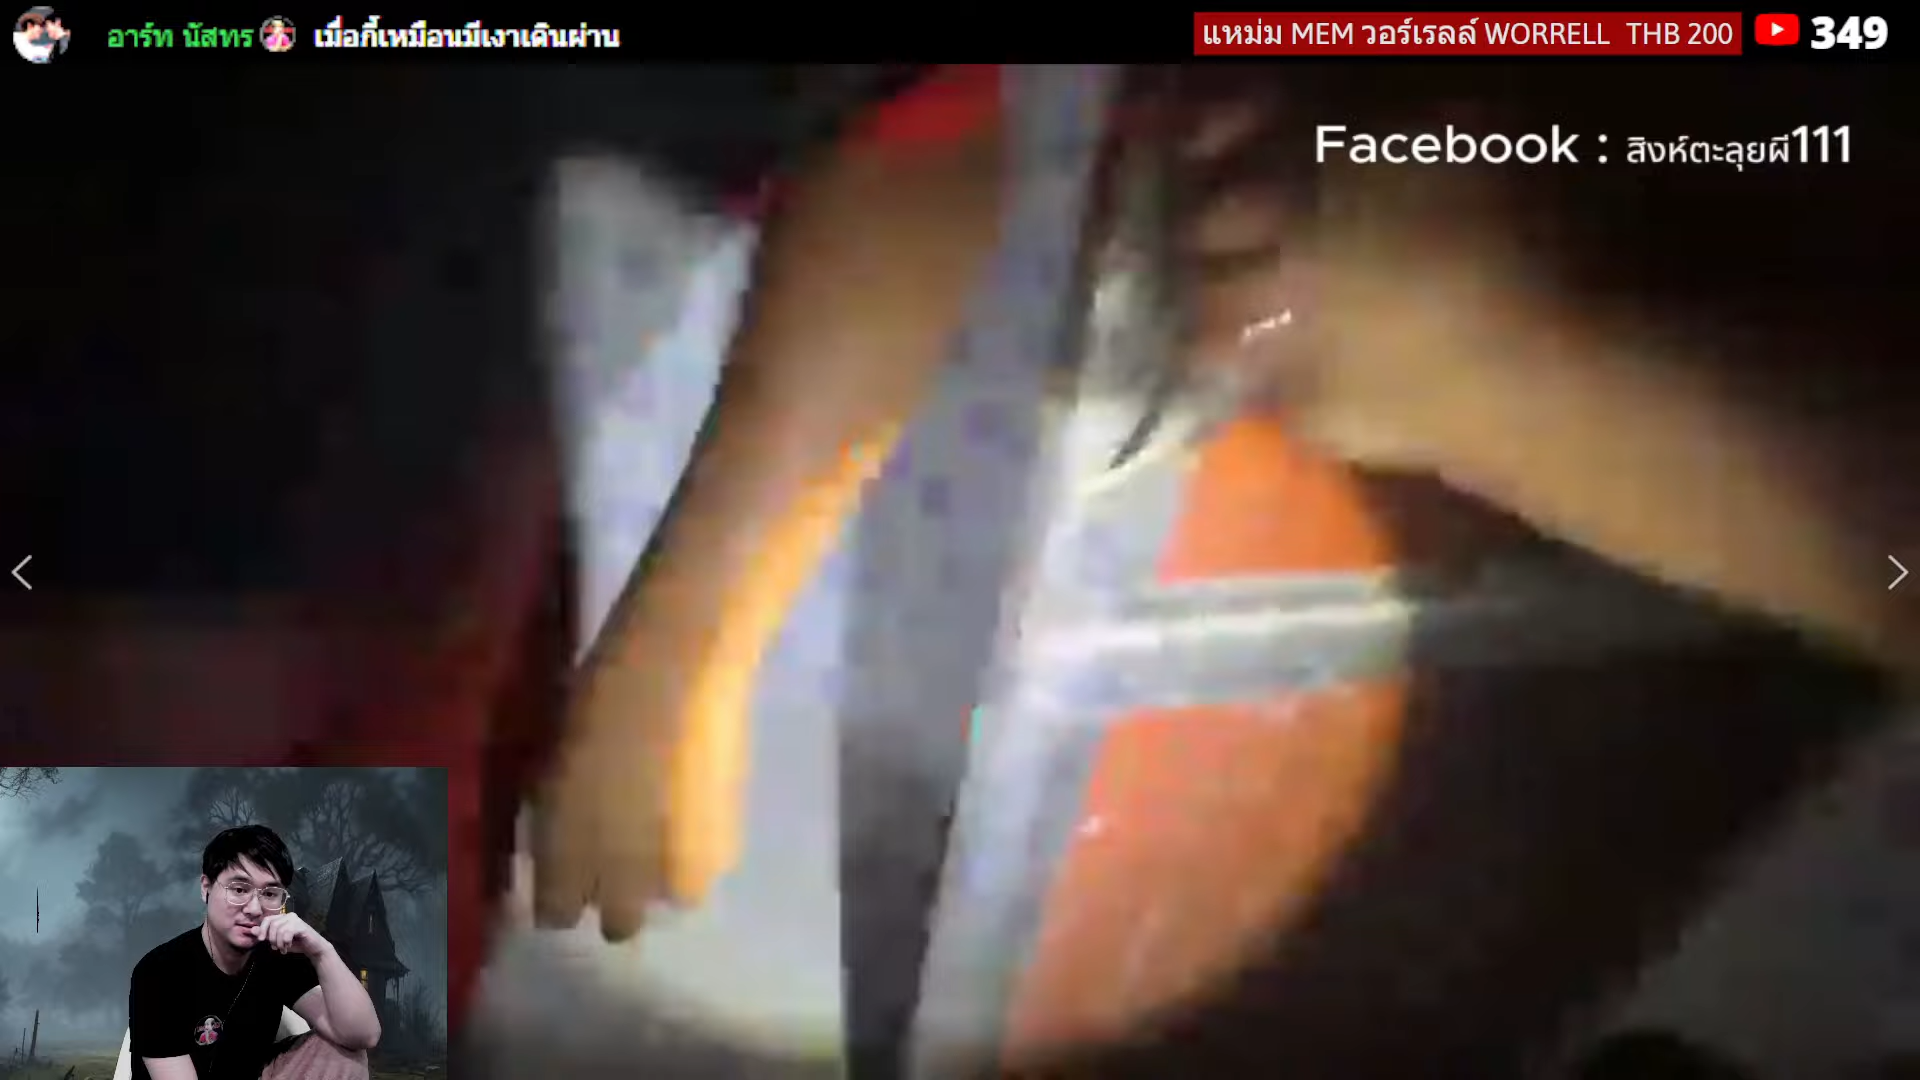 อาร์ท นัสทร เมื่อกี้เหมือนมีเงาเดินผ่าน
แหม่ม MEM วอร์เรลล์ WORRELL THB 200
349
Facebook : สิงห์ตะลุยผี111